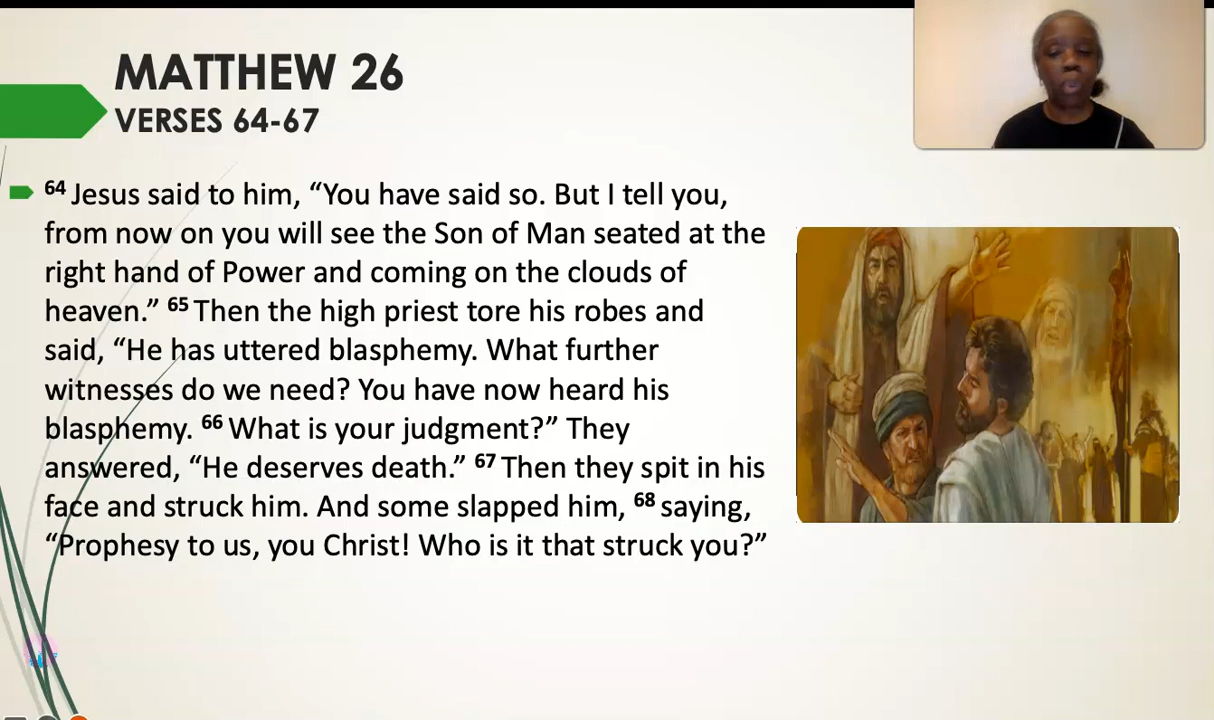 MATTHEW 26
VERSES 64-67
64 Jesus said to him, “You have said so. But I tell you,
from now on you will see the Son of Man seated at the
right hand of Power and coming on the clouds of
heaven.” 65 Then the high priest tore his robes and
said, “He has uttered blasphemy. What further
witnesses do we need? You have now heard his
blasphemy. 66 What is your judgment?” They
answered, “He deserves death.” 67 Then they spit in his
face and struck him. And some slapped him, 68 saying,
“Prophesy to us, you Christ! Who is it that struck you?”